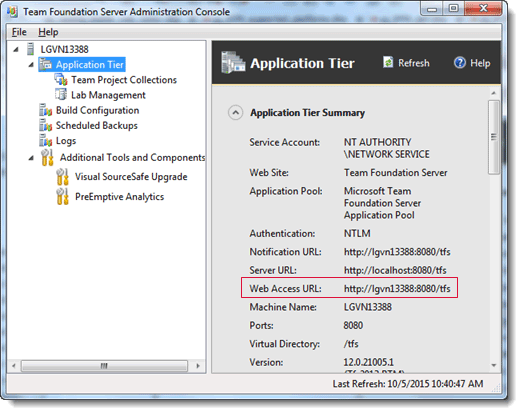 Team Foundation Server Administration Console
File Help
LGVN13388
Application Tier
Team Project Collections
Lab Management
Build Configuration
Scheduled Backups
Logs
Additional Tools and Components
Visual SourceSafe Upgrade
PreEmptive Analytics
Application Tier
Refresh
Help
Application Tier Summary
Service Account: NT AUTHORITY
\NETWORK SERVICE
Web Site: Team Foundation Server
Application Pool: Microsoft Team
Foundation Server
Application Pool
Authentication: NTLM
Notification URL: http://lgvn13388:8080/tfs
Server URL: http://localhost:8080/tfs
Web Access URL: http://lgvn13388:8080/tfs
Machine Name: LGVN13388
Ports: 8080
Virtual Directory: /tfs
Version: 12.0.21005.1
Last Refresh: 10/5/2015 10:40:47 AM